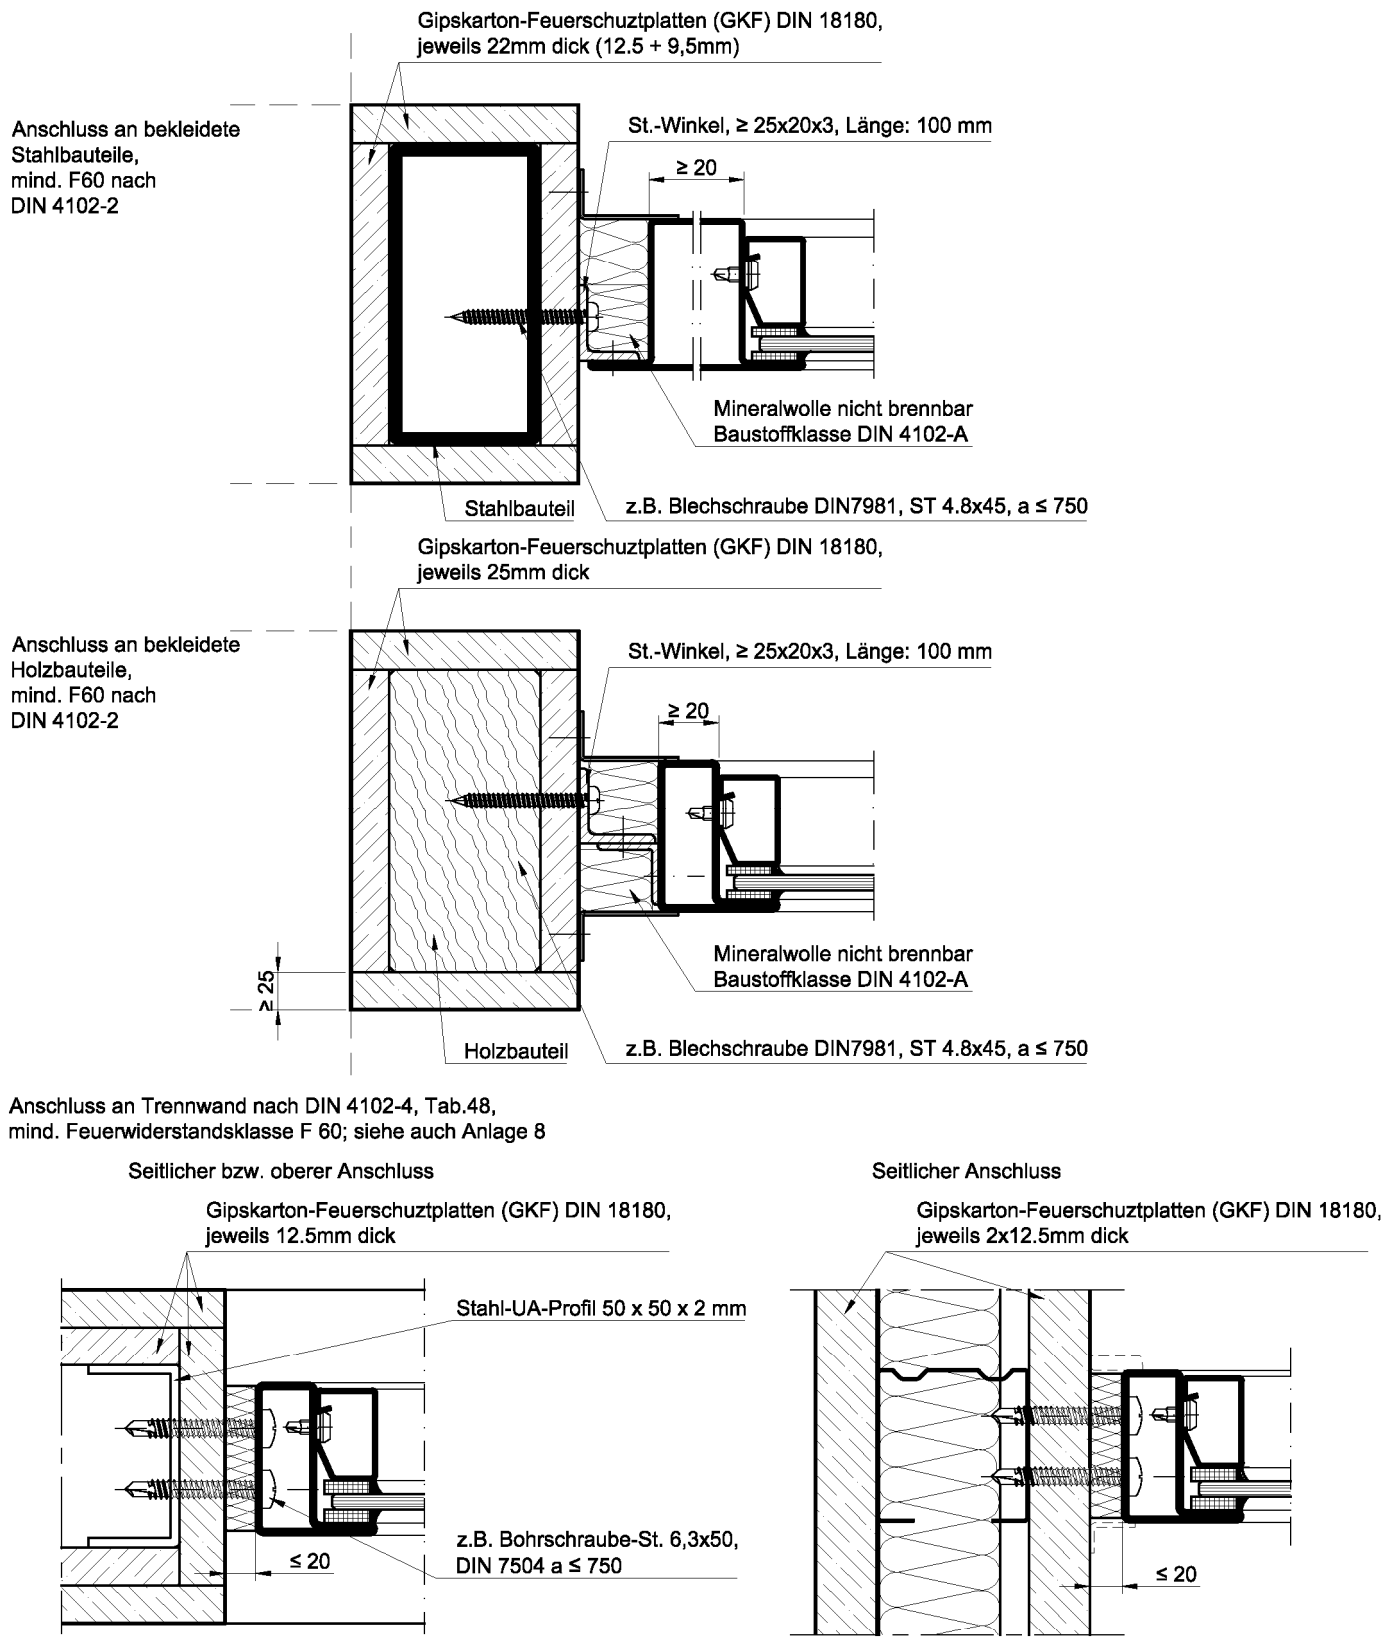 Gipskarton-Feuerschuztplatten (GKF) DIN 18180,
jeweils 22mm dick (12.5 + 9,5mm)
Anschluss an bekleidete
Stahlbauteile,
mind. F60 nach
DIN 4102-2
St.-Winkel, ≥ 25x20x3, Länge: 100 mm
≥ 20
Mineralwolle nicht brennbar
Baustoffklasse DIN 4102-A
Stahlbauteil
z.B. Blechschraube DIN7981, ST 4.8x45, a ≤ 750
Gipskarton-Feuerschuztplatten (GKF) DIN 18180,
jeweils 25mm dick
Anschluss an bekleidete
Holzbauteile,
mind. F60 nach
DIN 4102-2
St.-Winkel, ≥ 25x20x3, Länge: 100 mm
≥ 20
Mineralwolle nicht brennbar
Baustoffklasse DIN 4102-A
≥ 25
Holzbauteil
z.B. Blechschraube DIN7981, ST 4.8x45, a ≤ 750
Anschluss an Trennwand nach DIN 4102-4, Tab.48,
mind. Feuerwiderstandsklasse F 60; siehe auch Anlage 8
Seitlicher bzw. oberer Anschluss
Gipskarton-Feuerschuztplatten (GKF) DIN 18180,
jeweils 12.5mm dick
Stahl-UA-Profil 50 x 50 x 2 mm
z.B. Bohrschraube-St. 6,3x50,
DIN 7504 a ≤ 750
≤ 20
Seitlicher Anschluss
Gipskarton-Feuerschuztplatten (GKF) DIN 18180,
jeweils 2x12.5mm dick
≤ 20